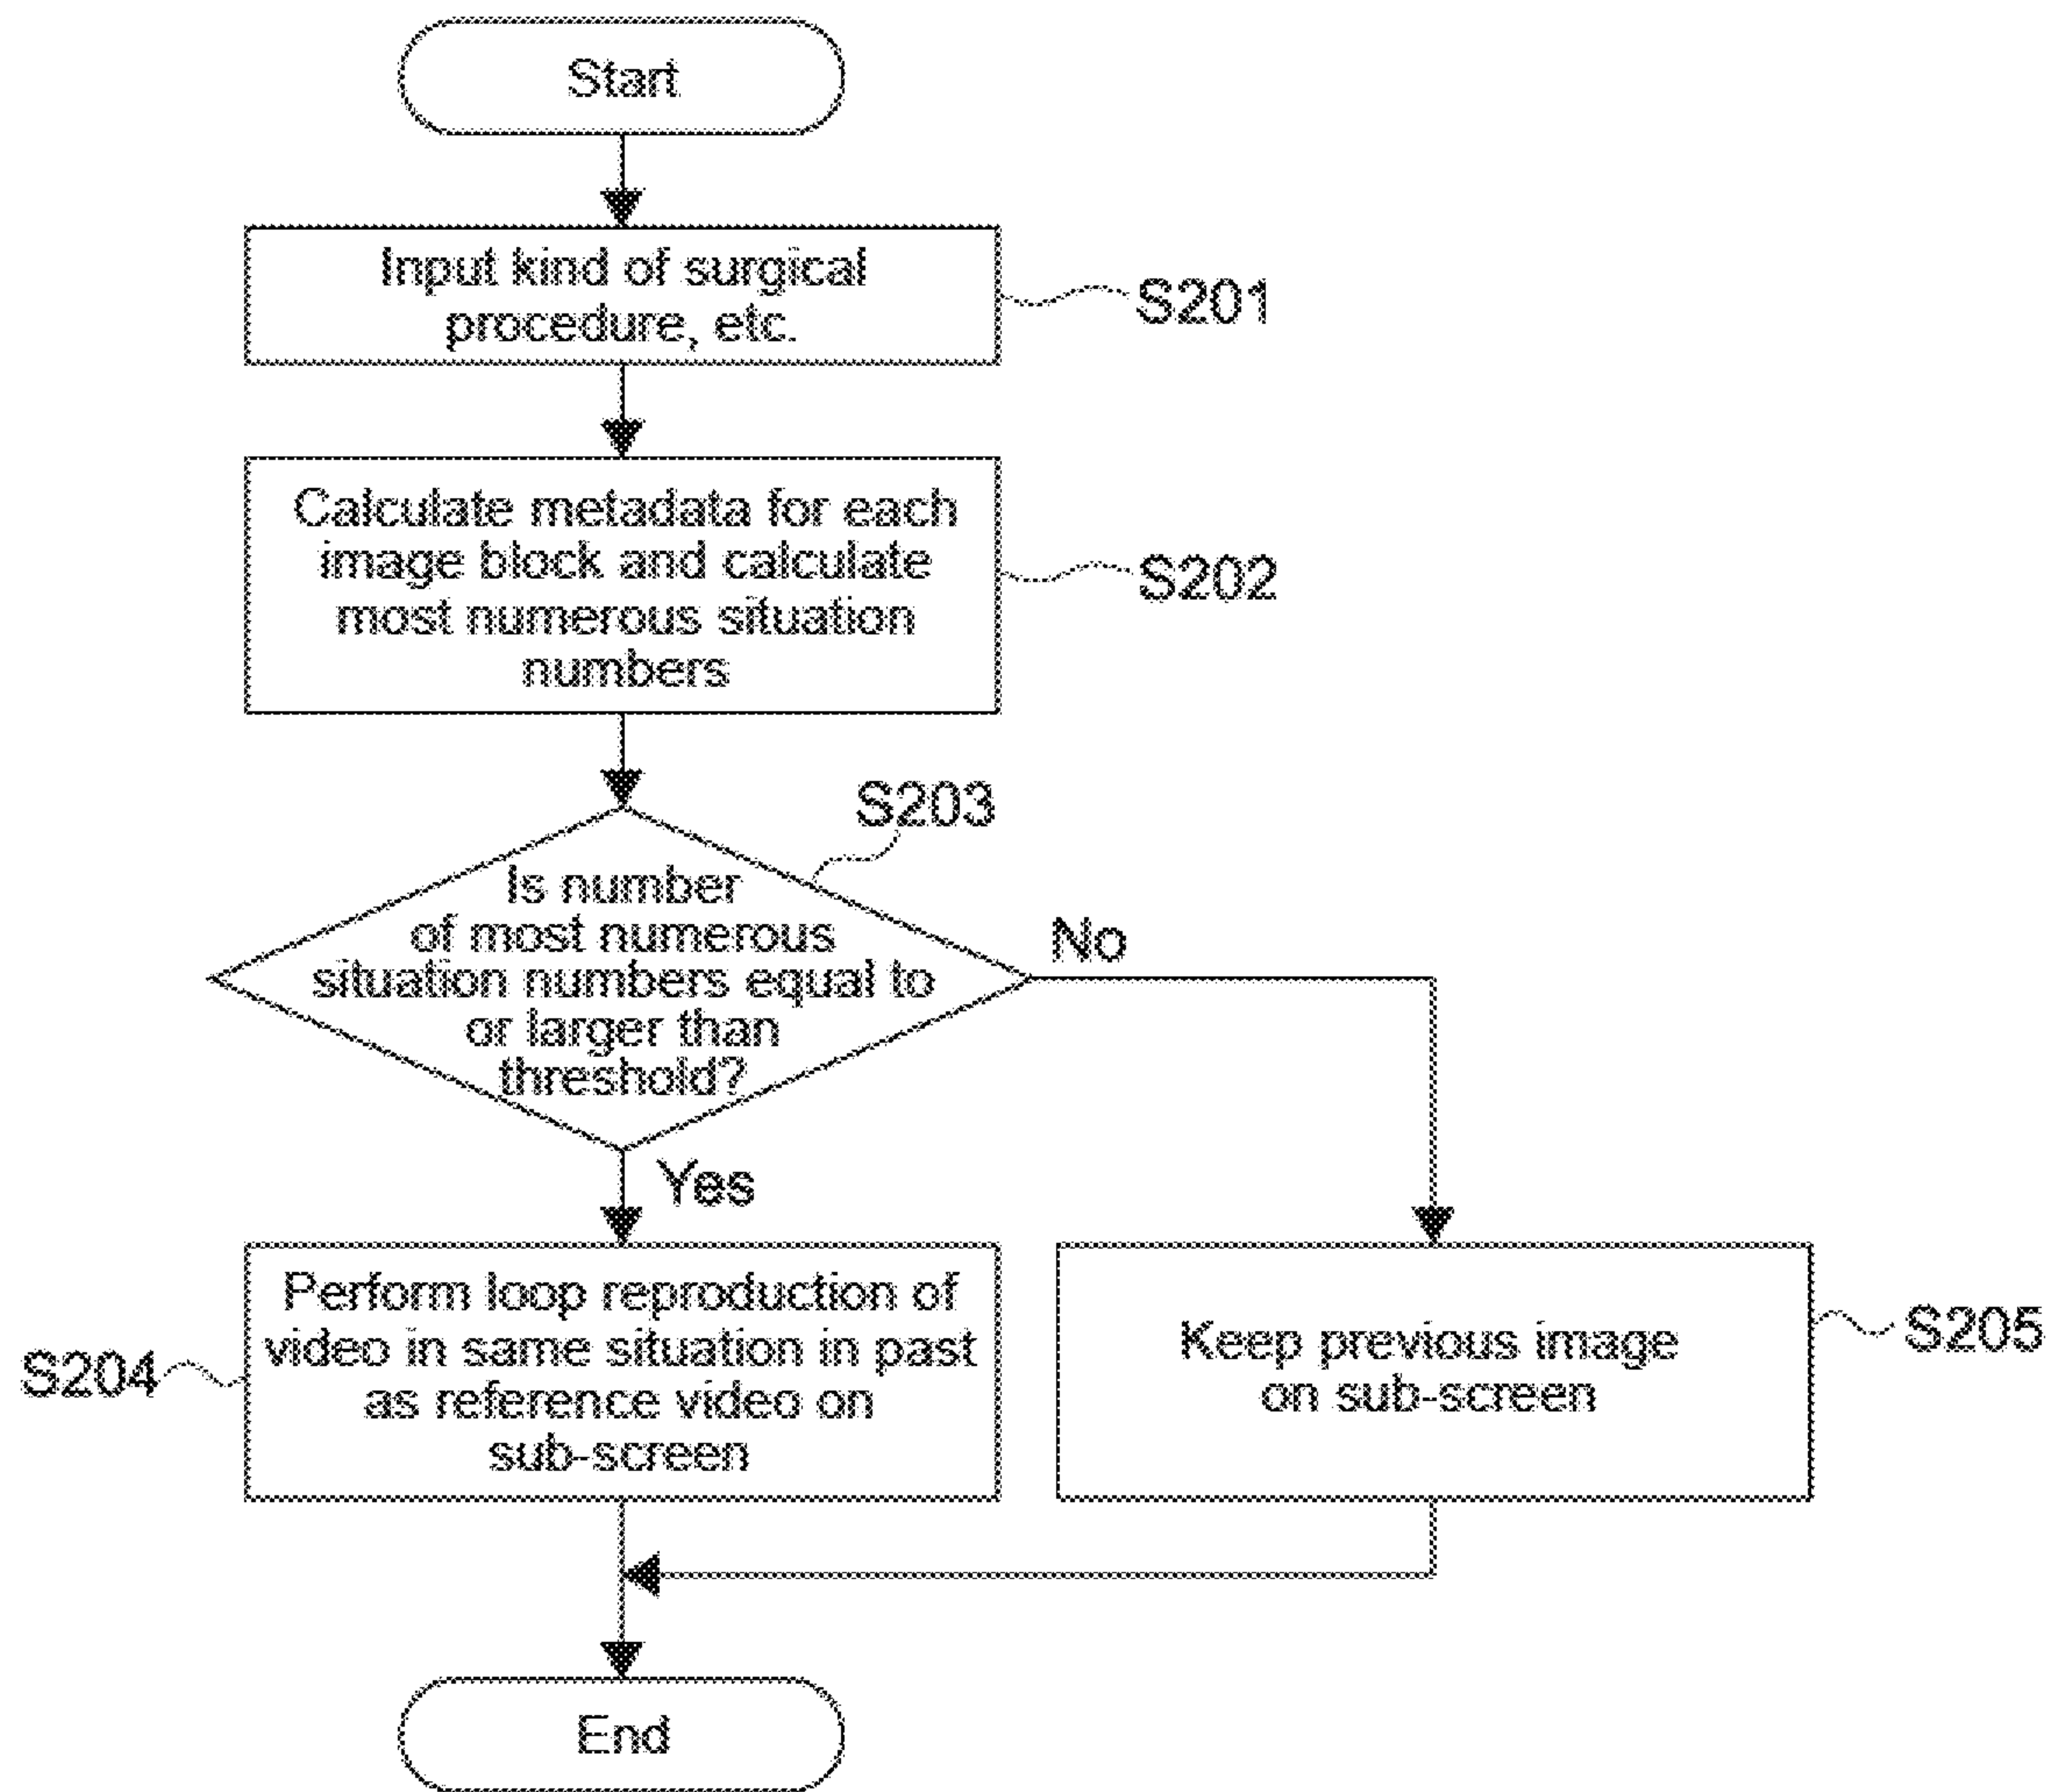 Start
Input kind of surgical
procedure, etc.
S201
Calculate metadata for each
image block and calculate
most numerous situation
numbers
S202
S203
Is number
of most numerous
situation numbers equal to
or larger than
threshold?
No
Yes
Perform loop reproduction of
video in same situation in past
as reference video on
sub-screen
S204
Keep previous image
on sub-screen
S205
End